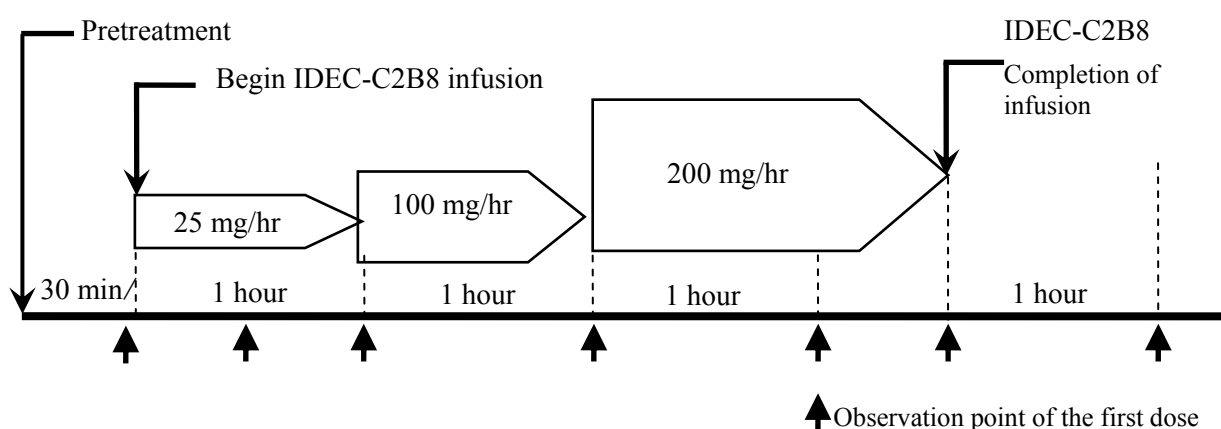 Pretreatment
IDEC-C2B8
Begin IDEC-C2B8 infusion
Completion of
infusion
200 mg/hr
100 mg/hr
25 mg/hr
30 min/
1 hour
1 hour
1 hour
1 hour
Observation point of the first dose